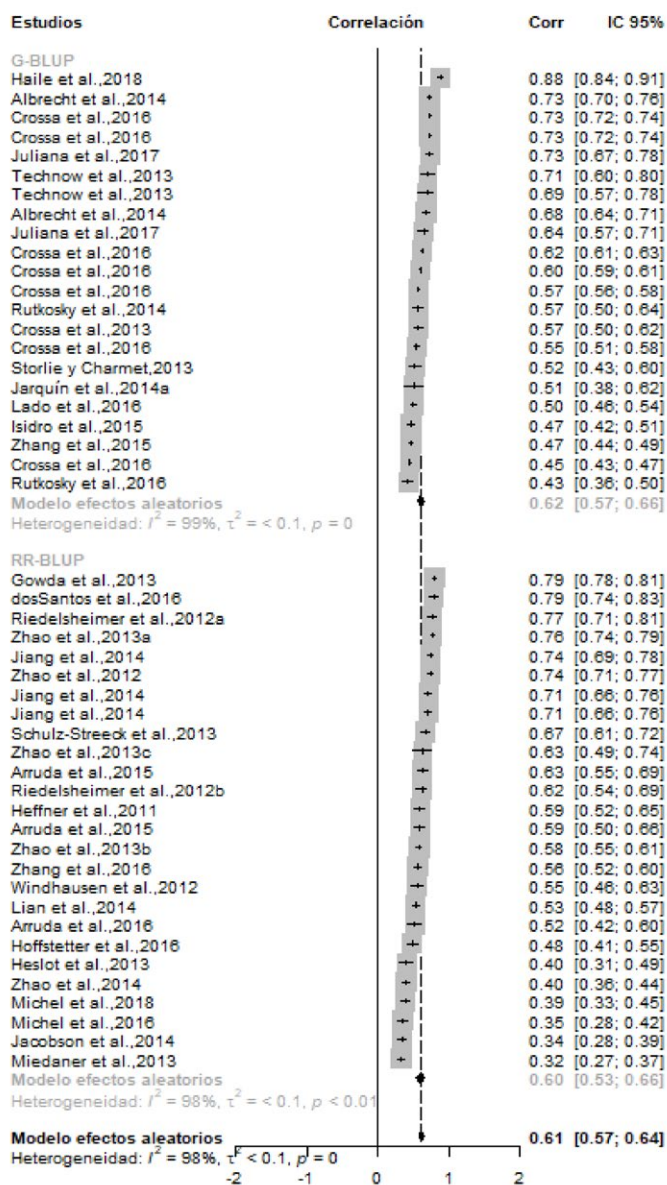 Estudios Correlación Corr IC 95%
G-BLUP
Haile et al.,2018 0.88 [0.84; 0.91]
Albrecht et al.,2014 0.73 [0.70; 0.76]
Crossa et al.,2016 0.73 [0.72; 0.74]
Crossa et al.,2016 0.73 [0.72; 0.74]
Juliana et al.,2017 0.73 [0.67; 0.78]
Technow et al.,2013 0.71 [0.60; 0.80]
Technow et al.,2013 0.69 [0.57; 0.78]
Albrecht et al.,2014 0.68 [0.64; 0.71]
Juliana et al.,2017 0.64 [0.57; 0.71]
Crossa et al.,2016 0.62 [0.61; 0.63]
Crossa et al.,2016 0.60 [0.59; 0.61]
Crossa et al.,2016 0.57 [0.56; 0.58]
Rutkosky et al.,2014 0.57 [0.50; 0.64]
Crossa et al.,2013 0.57 [0.50; 0.62]
Crossa et al.,2016 0.55 [0.51; 0.58]
Storlie y Charmet,2013 0.52 [0.43; 0.60]
Jarquín et al.,2014a 0.51 [0.38; 0.62]
Lado et al.,2016 0.50 [0.46; 0.54]
Isidro et al.,2015 0.47 [0.42; 0.51]
Zhang et al.,2015 0.47 [0.44; 0.49]
Crossa et al.,2016 0.45 [0.43; 0.47]
Rutkosky et al.,2016 0.43 [0.36; 0.50]
Modelo efectos aleatorios 0.62 [0.57; 0.66]
Heterogeneidad: I² = 99%, τ² = < 0.1, p = 0
RR-BLUP
Gowda et al.,2013 0.79 [0.78; 0.81]
dosSantos et al.,2016 0.79 [0.74; 0.83]
Riedelsheimer et al.,2012a 0.77 [0.71; 0.81]
Zhao et al.,2013a 0.76 [0.74; 0.79]
Jiang et al.,2014 0.74 [0.69; 0.78]
Zhao et al.,2012 0.74 [0.71; 0.77]
Jiang et al.,2014 0.71 [0.66; 0.76]
Jiang et al.,2014 0.71 [0.66; 0.76]
Schulz-Streeck et al.,2013 0.67 [0.61; 0.72]
Zhao et al.,2013c 0.63 [0.49; 0.74]
Arruda et al.,2015 0.63 [0.55; 0.69]
Riedelsheimer et al.,2012b 0.62 [0.54; 0.69]
Heffner et al.,2011 0.59 [0.52; 0.65]
Arruda et al.,2015 0.59 [0.50; 0.66]
Zhao et al.,2013b 0.58 [0.55; 0.61]
Zhang et al.,2016 0.56 [0.52; 0.60]
Windhausen et al.,2012 0.55 [0.46; 0.63]
Lian et al.,2014 0.53 [0.48; 0.57]
Arruda et al.,2016 0.52 [0.42; 0.60]
Hoffstetter et al.,2016 0.48 [0.41; 0.55]
Heslot et al.,2013 0.40 [0.31; 0.49]
Zhao et al.,2014 0.40 [0.36; 0.44]
Michel et al.,2018 0.39 [0.33; 0.45]
Michel et al.,2016 0.35 [0.28; 0.42]
Jacobson et al.,2014 0.34 [0.28; 0.39]
Miedaner et al.,2013 0.32 [0.27; 0.37]
Modelo efectos aleatorios 0.60 [0.53; 0.66]
Heterogeneidad: I² = 98%, τ² = < 0.1, p < 0.01
Modelo efectos aleatorios 0.61 [0.57; 0.64]
Heterogeneidad: I² = 98%, τ² < 0.1, p = 0
-2 -1 0 1 2